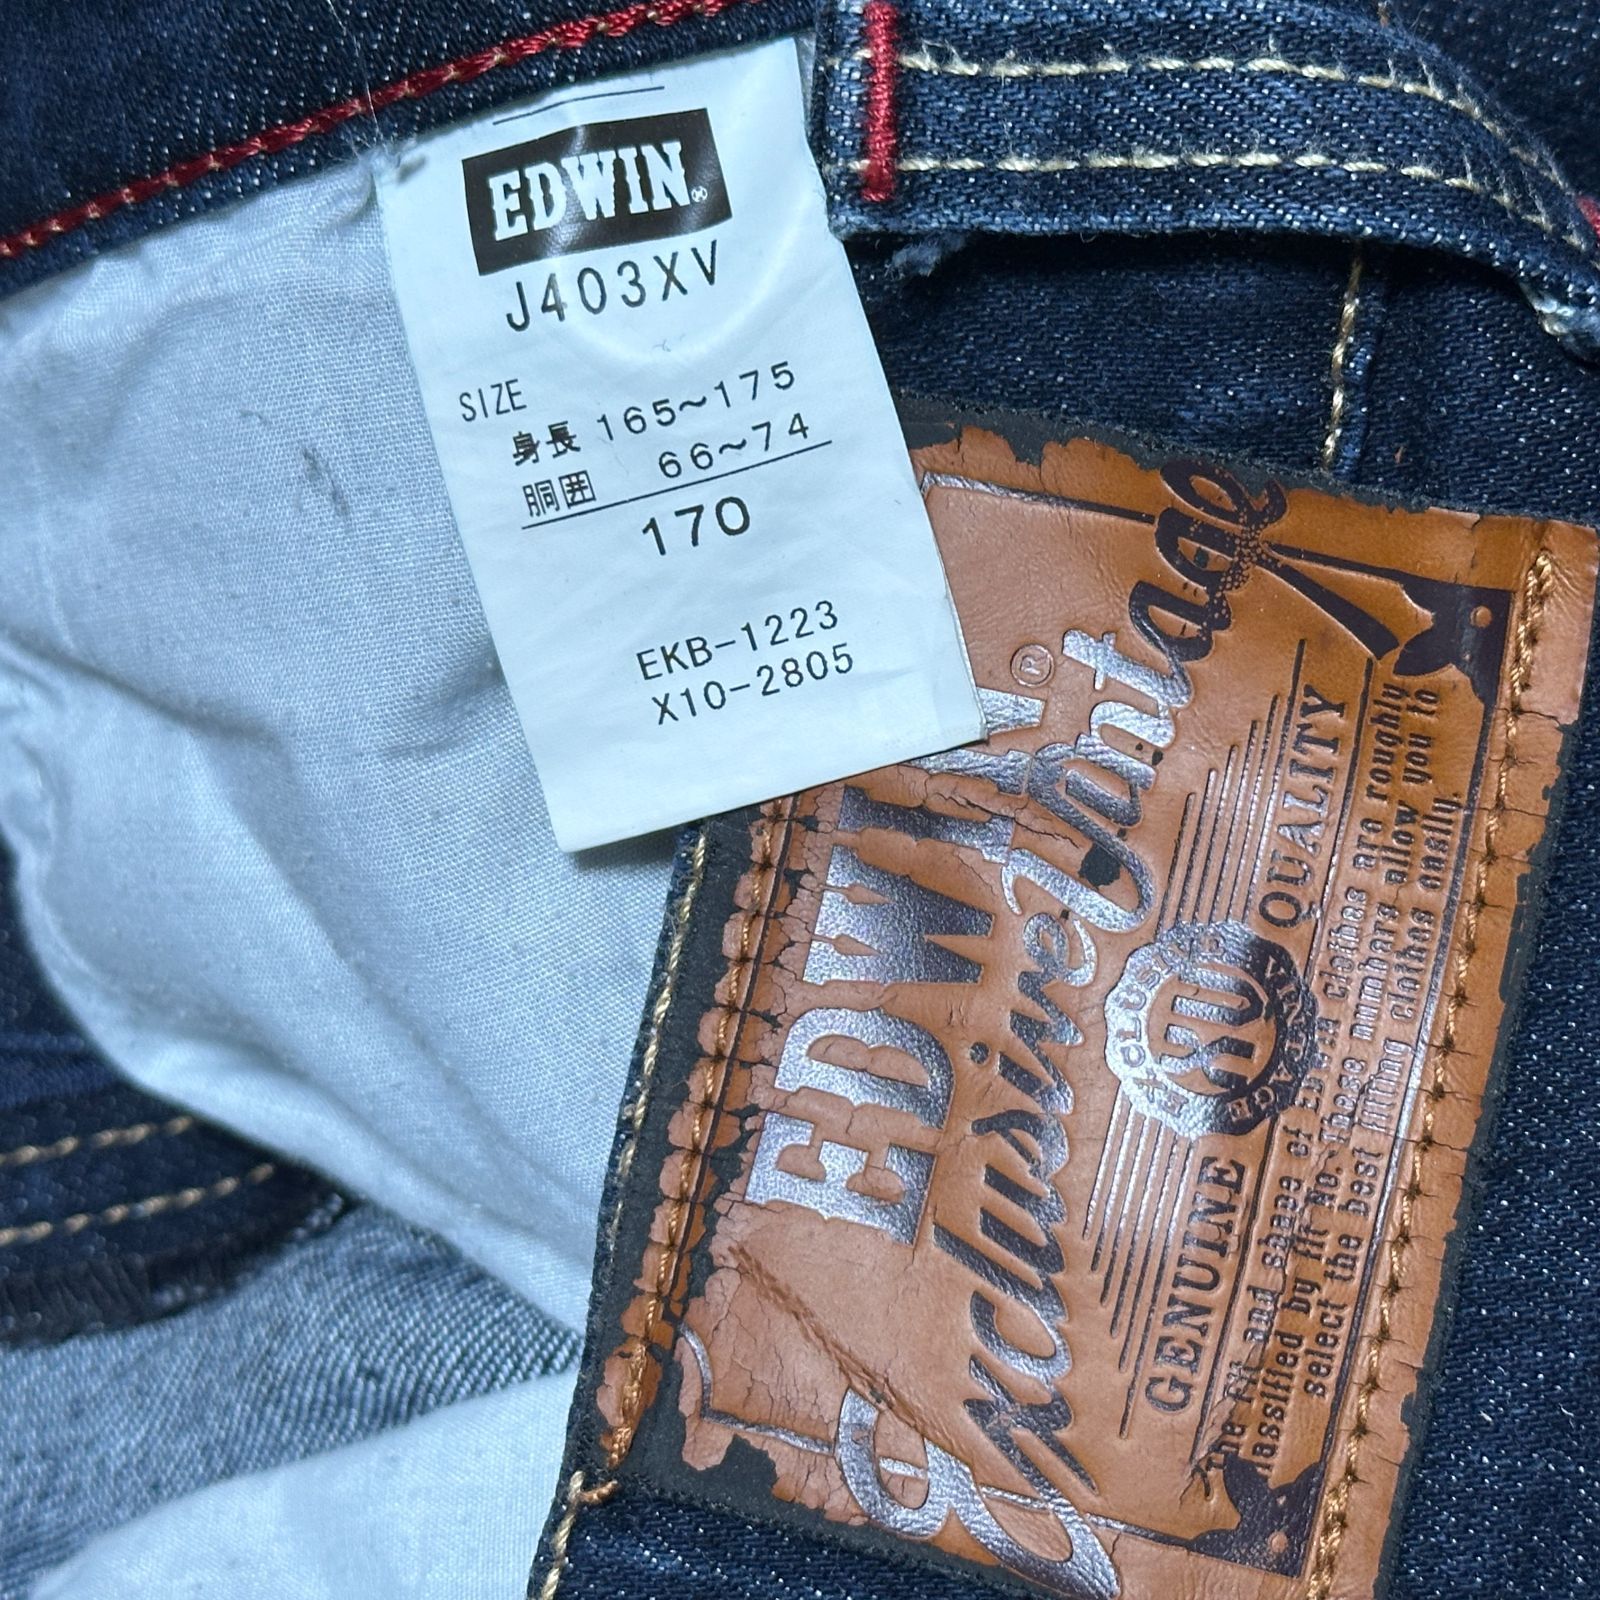 EDWIN®
J403XV
SIZE
身長 165~175
胴囲 66~74
170
EKB-1223
X10-2805
EDWIN®
Exclusive Vintage
GENUINE EXCLUSIVE XV VINTAGE QUALITY
The fit and shape of EDWIN clothes are roughly
classified by fit No. These numbers allow you to
select the best fitting clothes easily.